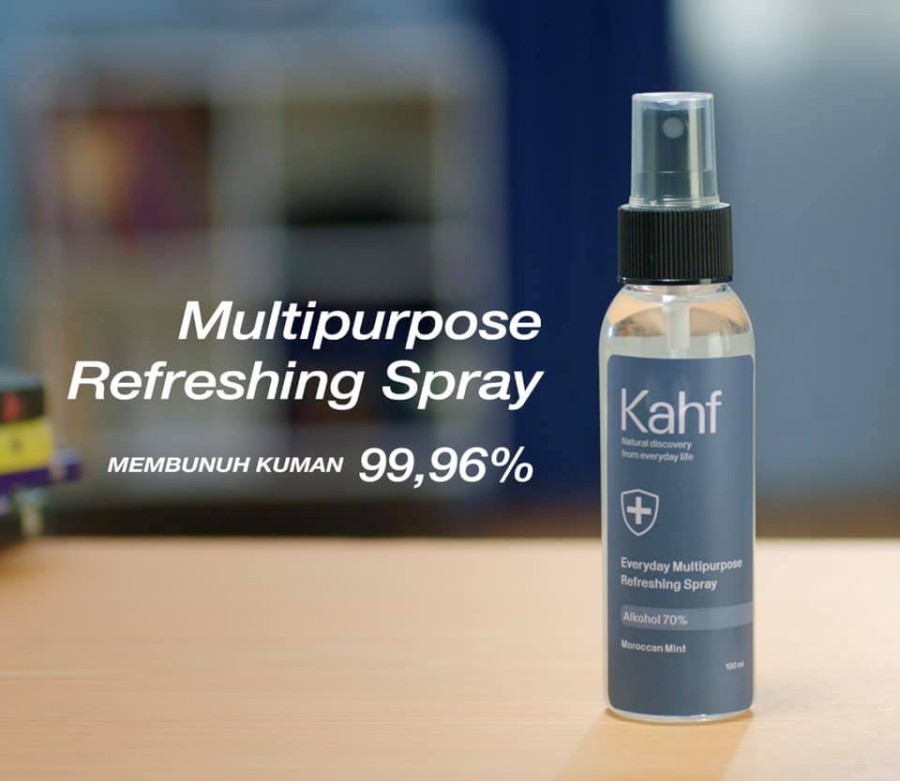 Multipurpose
Refreshing Spray
MEMBUNUH KUMAN 99,96%
Kahf
Natural discovery
from everyday life
Everyday Multipurpose
Refreshing Spray
Alkohol 70%
Moroccan Mint
100 ml